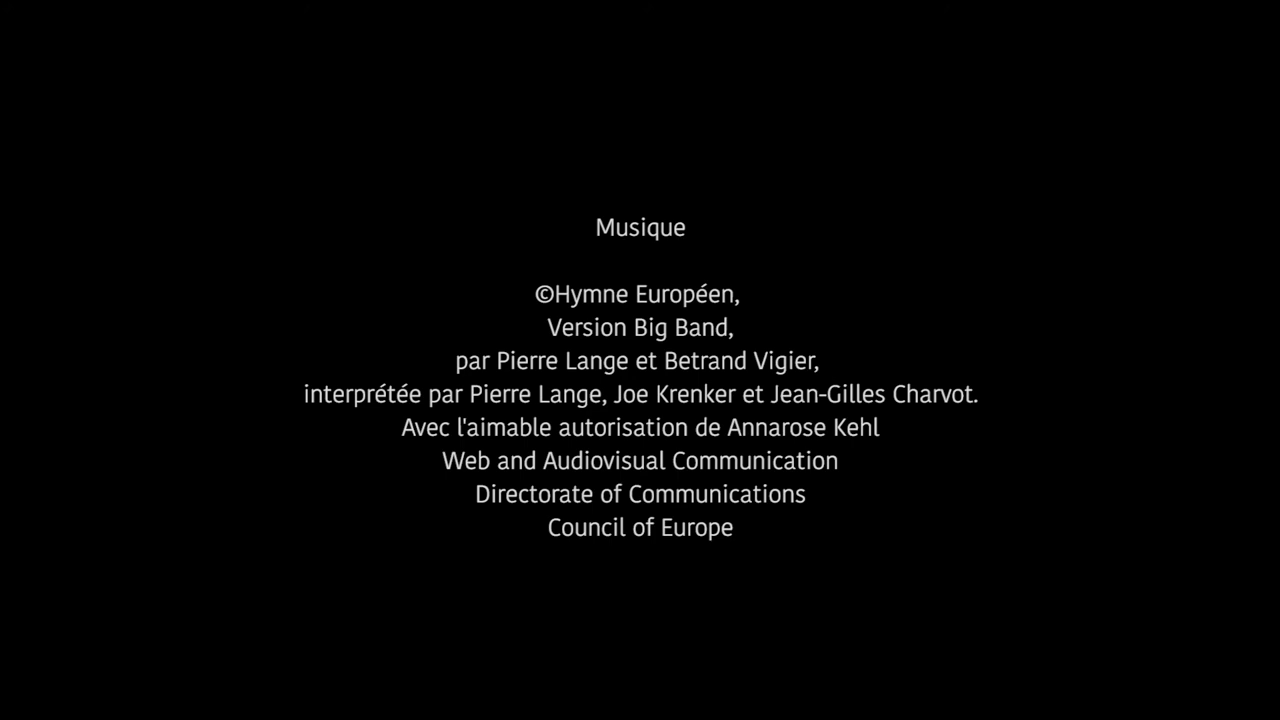 Musique
©Hymne Européen,
Version Big Band,
par Pierre Lange et Betrand Vigier,
interprétée par Pierre Lange, Joe Krenker et Jean-Gilles Charvot.
Avec l'aimable autorisation de Annarose Kehl
Web and Audiovisual Communication
Directorate of Communications
Council of Europe